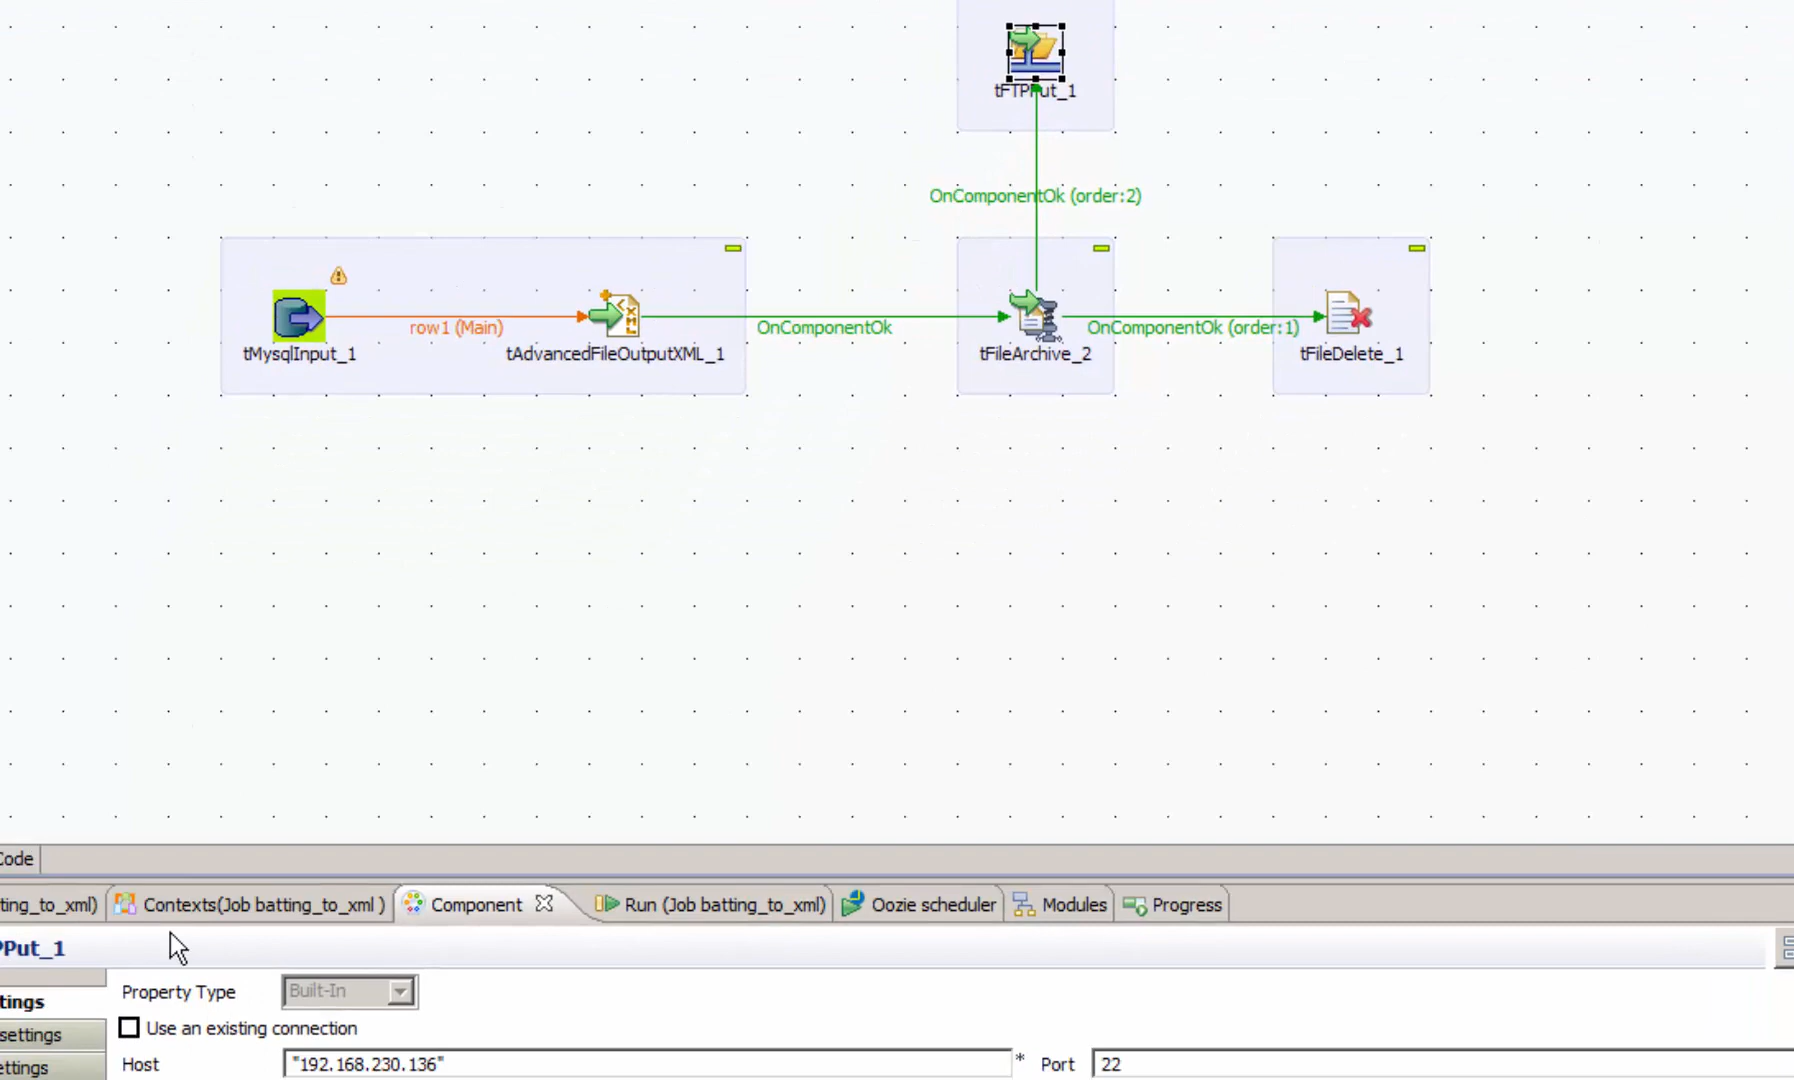 tFTPPut_1
OnComponentOk (order:2)
row1 (Main)
OnComponentOk
OnComponentOk (order:1)
tMysqlInput_1
tAdvancedFileOutputXML_1
tFileArchive_2
tFileDelete_1
Code
ting_to_xml)
Contexts(Job batting_to_xml )
Component
Run (Job batting_to_xml)
Oozie scheduler
Modules
Progress
PPut_1
Property Type
Built-In
tings
Use an existing connection
settings
Host
"192.168.230.136"
* Port
22
ettings